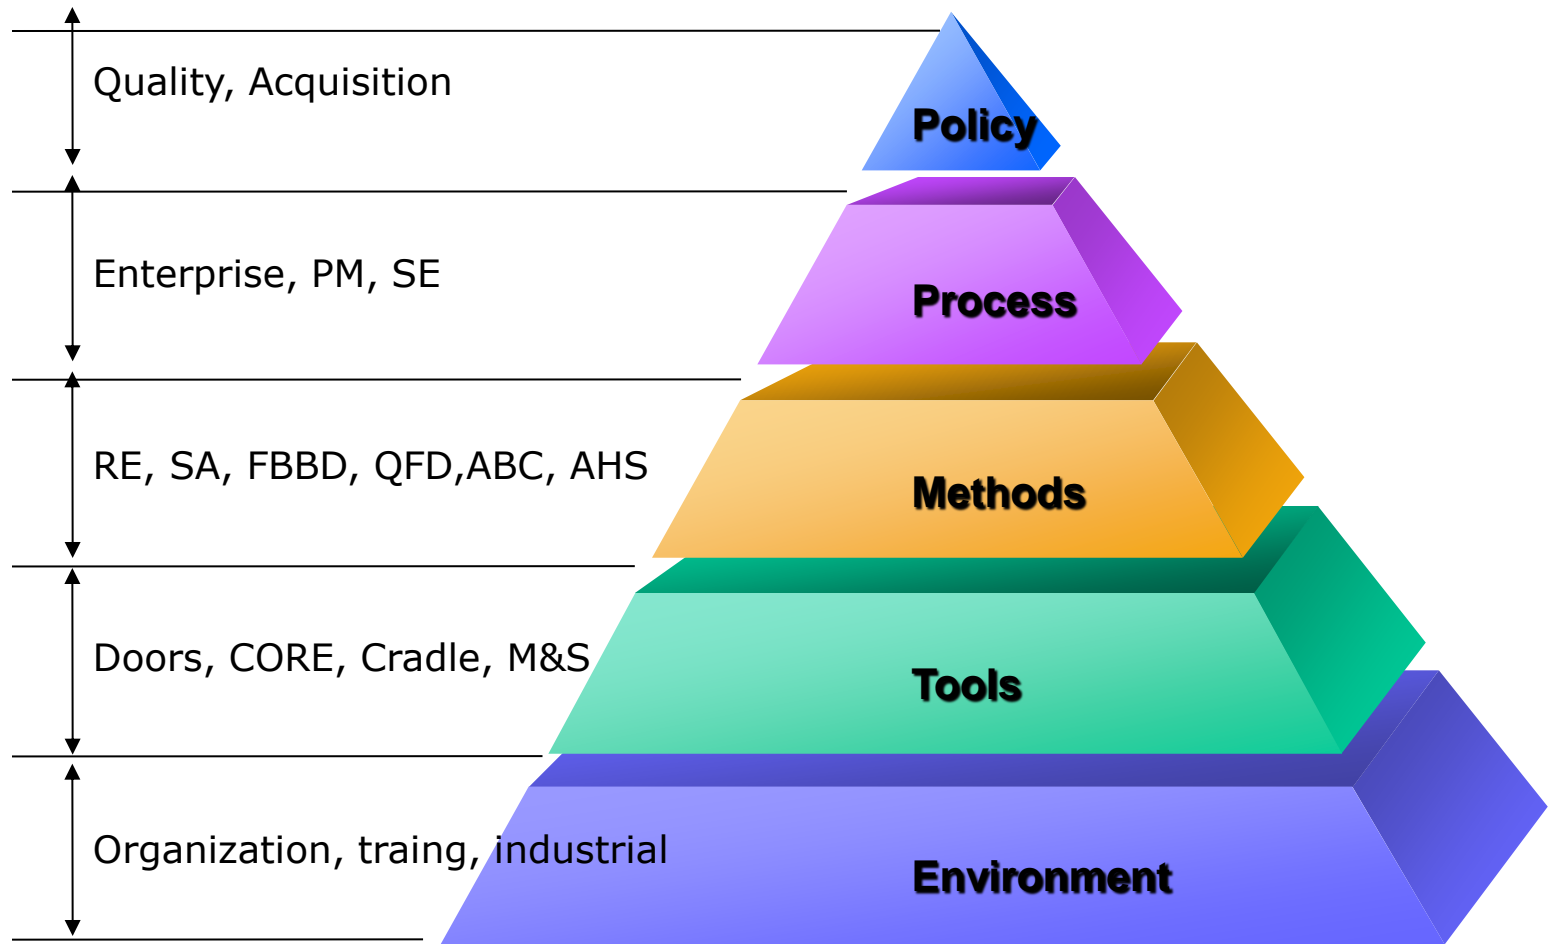 Quality, Acquisition
Policy
Enterprise, PM, SE
Process
RE, SA, FBBD, QFD,ABC, AHS
Methods
Doors, CORE, Cradle, M&S
Tools
Organization, traing, industrial
Environment